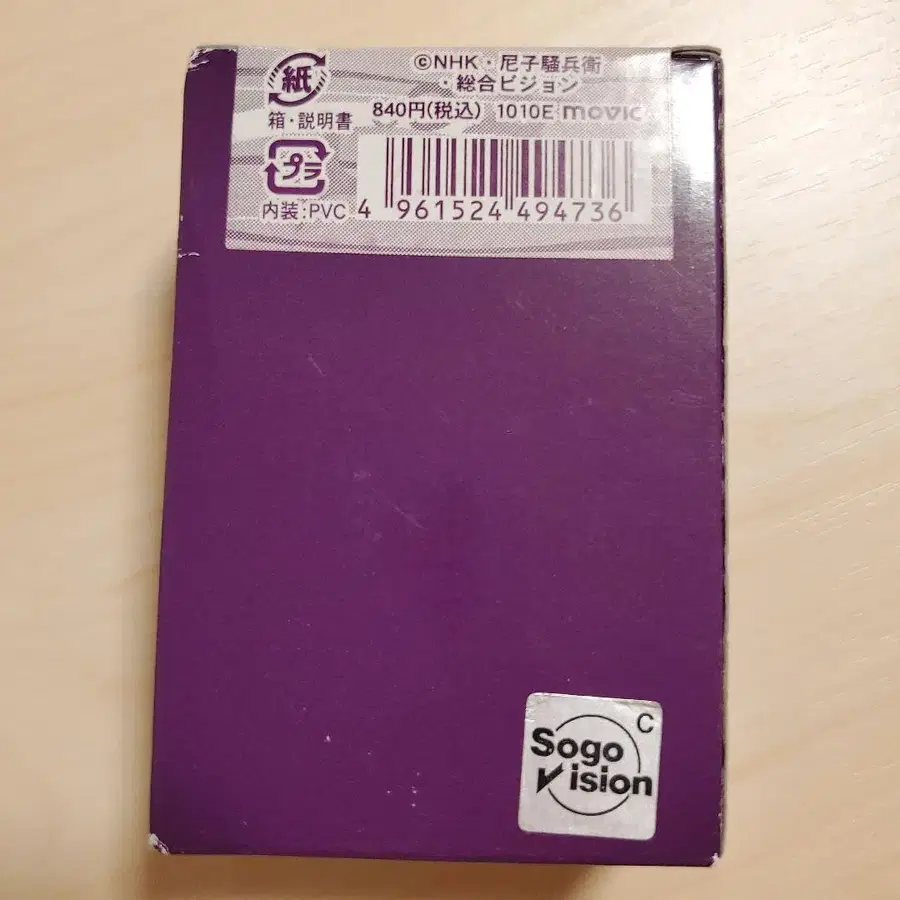 紙
©NHK・尼子騒兵衛
・総合ビジョン
箱・説明書
840円(税込) 1010E movic
プラ
内装:PVC
4 961524 494736
C
Sogo
Vision